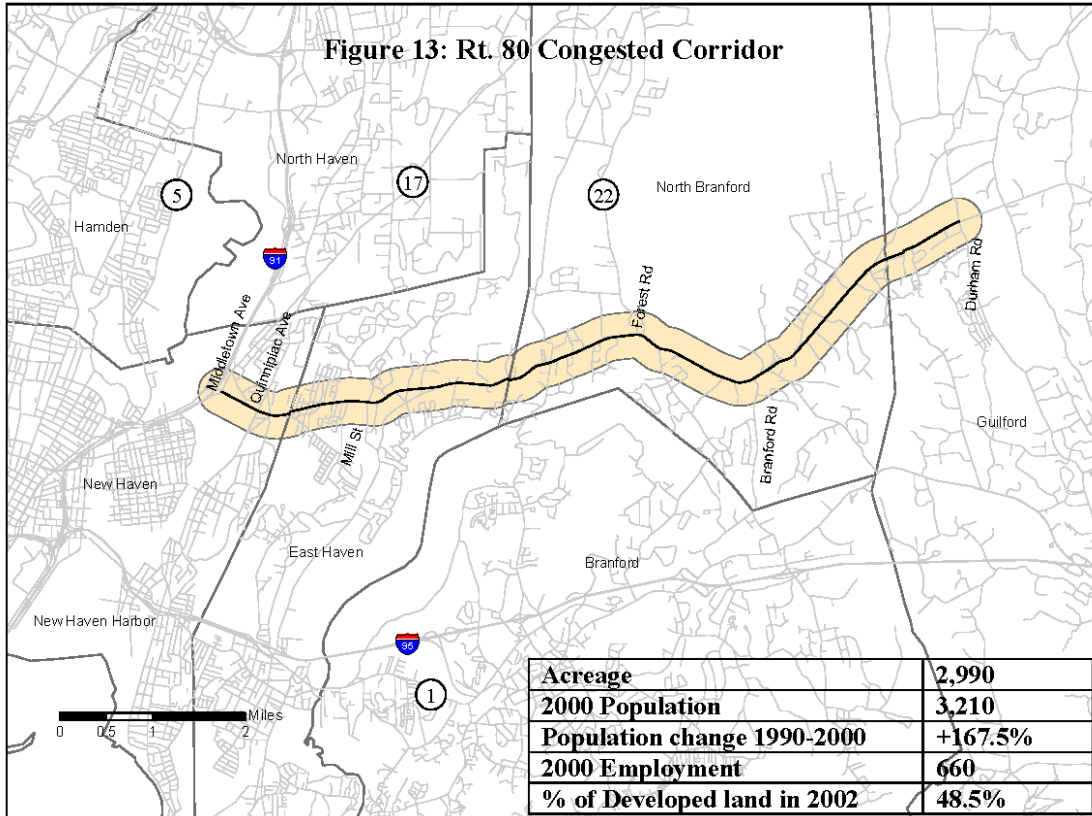 Figure 13: Rt. 80 Congested Corridor
North Haven
17
5
22
North Branford
Hamden
91
Middletown Ave
Quinnipiac Ave
Forest Rd
Durham Rd
Mill St
Branford Rd
Guilford
New Haven
East Haven
Branford
New Haven Harbor
95
1
Miles
0 0.5 1 2
Acreage 2,990
2000 Population 3,210
Population change 1990-2000 +167.5%
2000 Employment 660
% of Developed land in 2002 48.5%